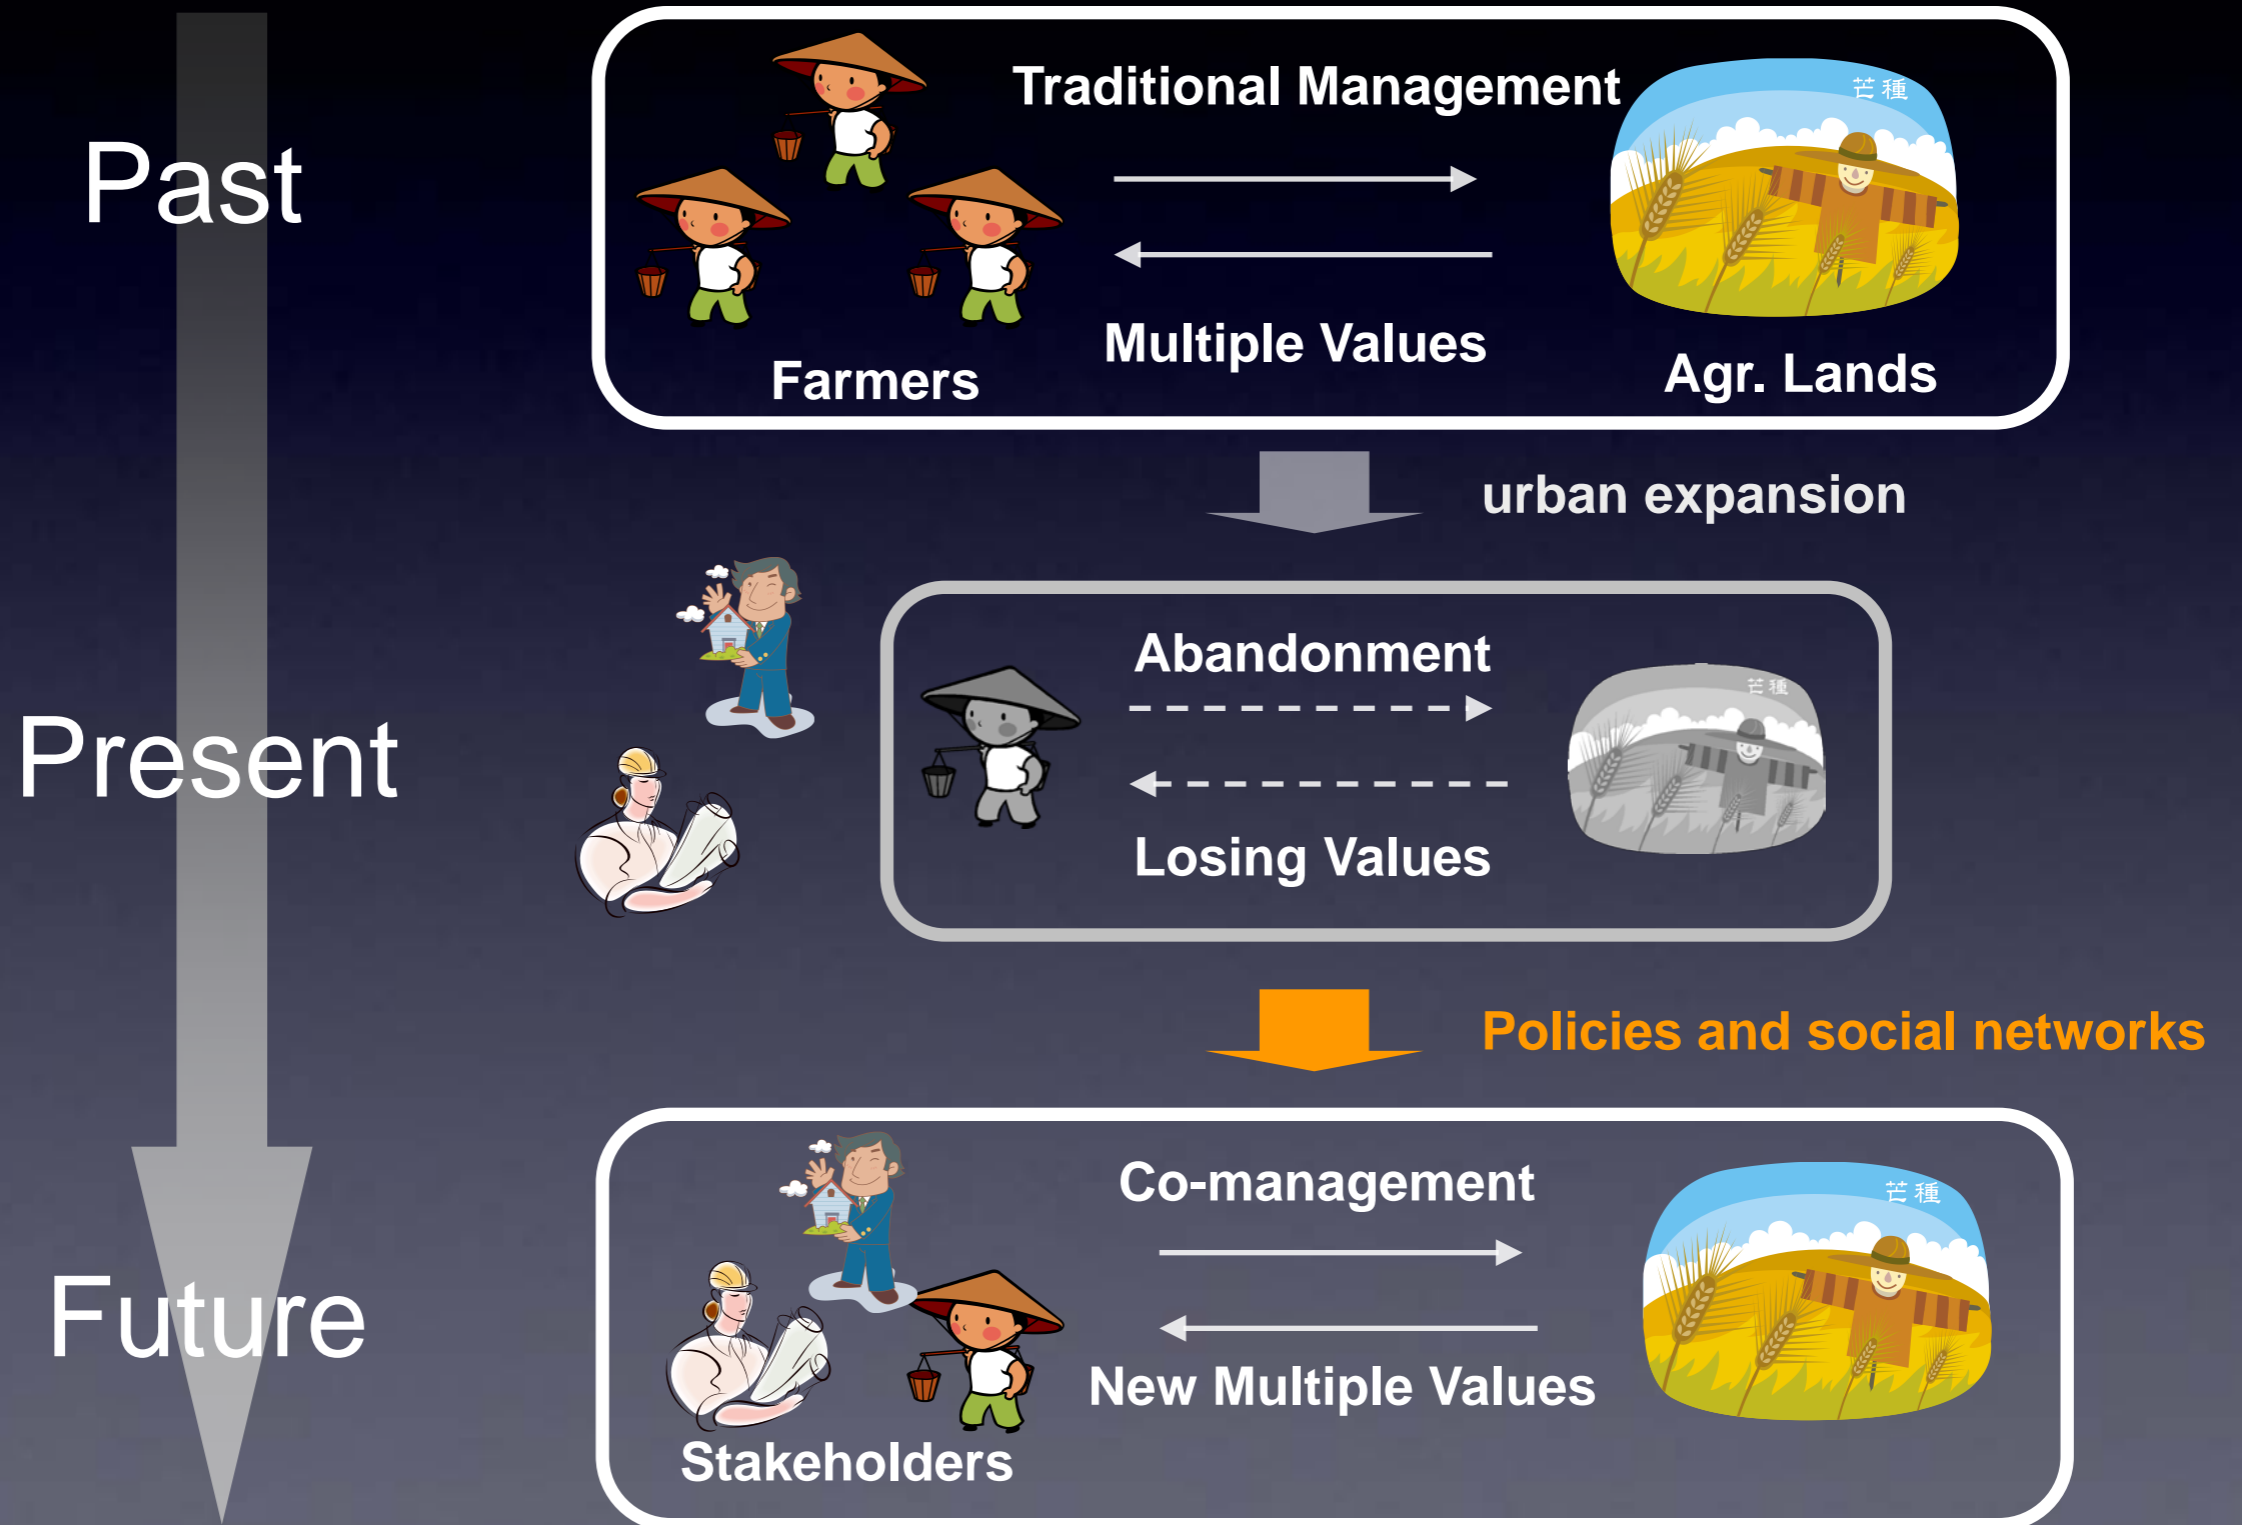 Past
Traditional Management
芒種
Multiple Values
Farmers
Agr. Lands
urban expansion
Present
Abandonment
芒種
Losing Values
Policies and social networks
Future
Co-management
芒種
New Multiple Values
Stakeholders